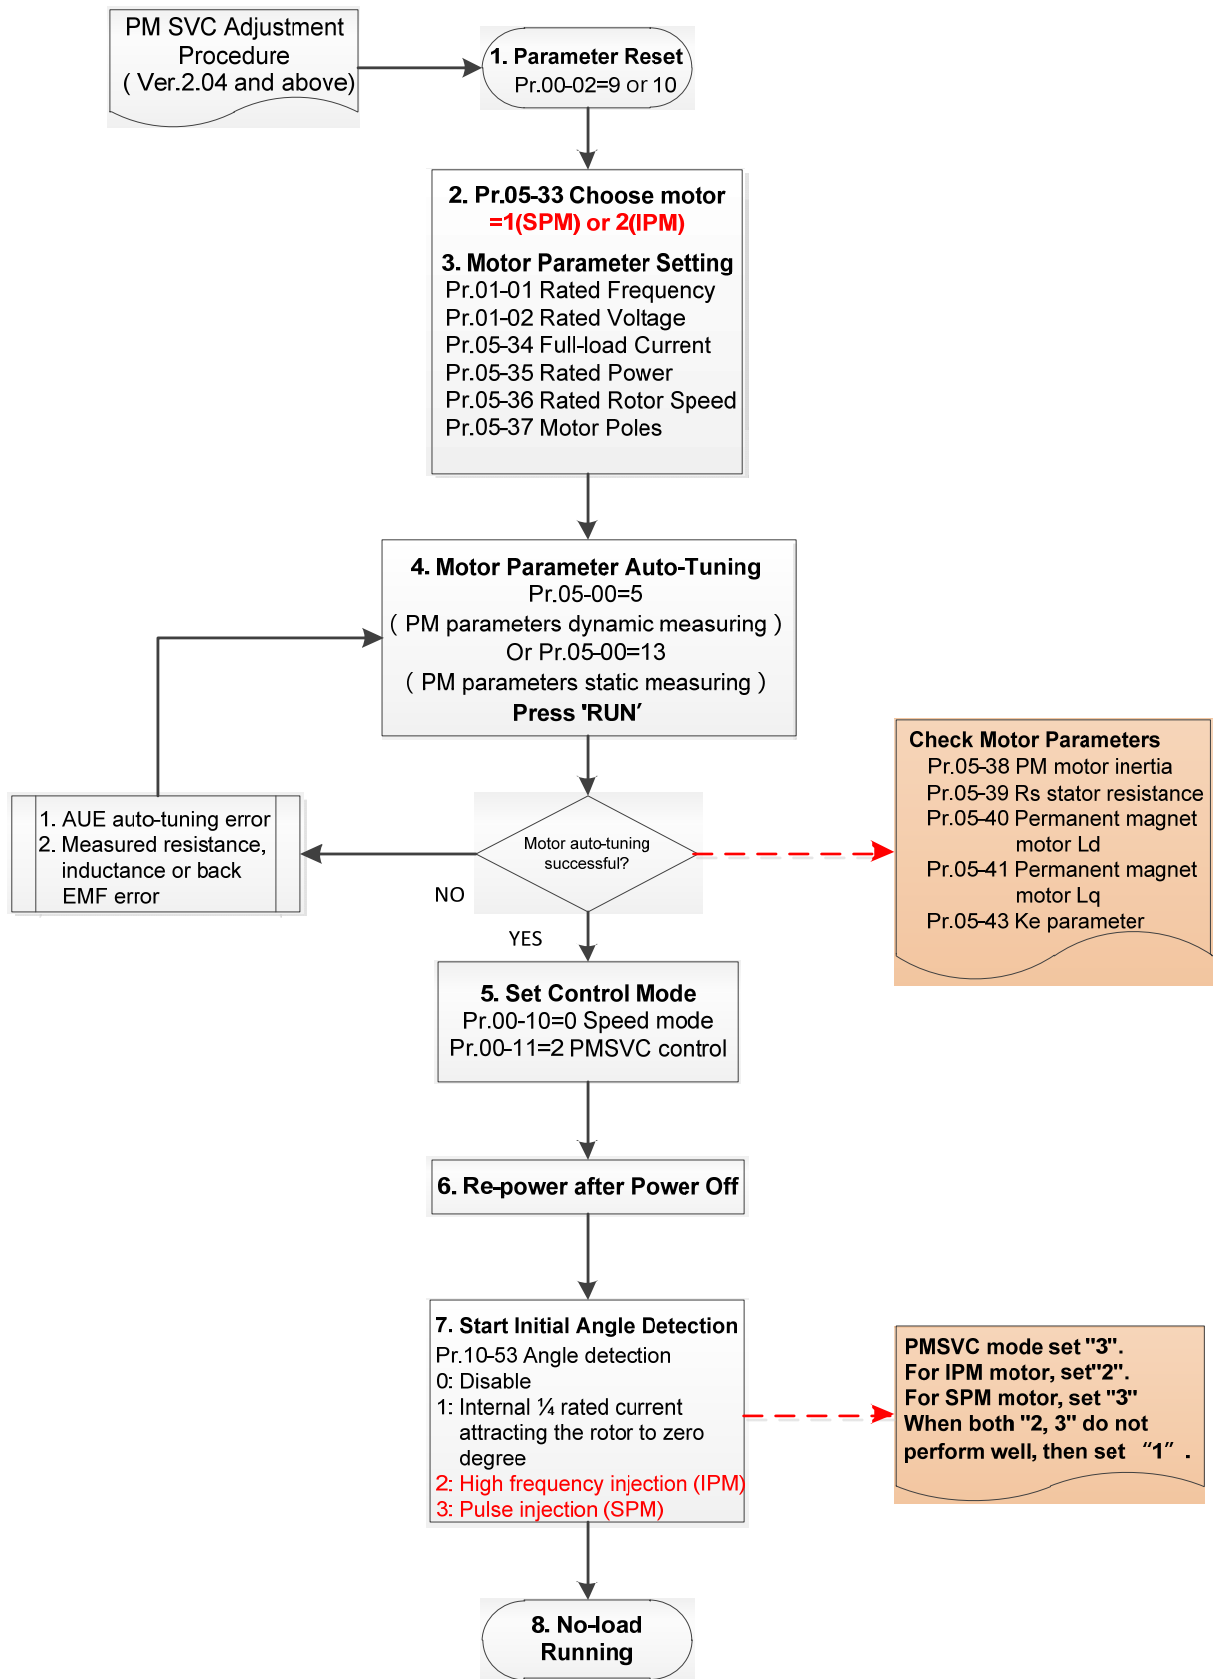 PM SVC Adjustment
Procedure
( Ver.2.04 and above)
1. Parameter Reset
Pr.00-02=9 or 10
2. Pr.05-33 Choose motor
=1(SPM) or 2(IPM)
3. Motor Parameter Setting
Pr.01-01 Rated Frequency
Pr.01-02 Rated Voltage
Pr.05-34 Full-load Current
Pr.05-35 Rated Power
Pr.05-36 Rated Rotor Speed
Pr.05-37 Motor Poles
4. Motor Parameter Auto-Tuning
Pr.05-00=5
( PM parameters dynamic measuring )
Or Pr.05-00=13
( PM parameters static measuring )
Press 'RUN'
Motor auto-tuning
successful?
NO
YES
1. AUE auto-tuning error
2. Measured resistance,
inductance or back
EMF error
Check Motor Parameters
Pr.05-38 PM motor inertia
Pr.05-39 Rs stator resistance
Pr.05-40 Permanent magnet
motor Ld
Pr.05-41 Permanent magnet
motor Lq
Pr.05-43 Ke parameter
5. Set Control Mode
Pr.00-10=0 Speed mode
Pr.00-11=2 PMSVC control
6. Re-power after Power Off
7. Start Initial Angle Detection
Pr.10-53 Angle detection
0: Disable
1: Internal ¼ rated current
attracting the rotor to zero
degree
2: High frequency injection (IPM)
3: Pulse injection (SPM)
PMSVC mode set "3".
For IPM motor, set"2".
For SPM motor, set "3"
When both "2, 3" do not
perform well, then set “1” .
8. No-load
Running